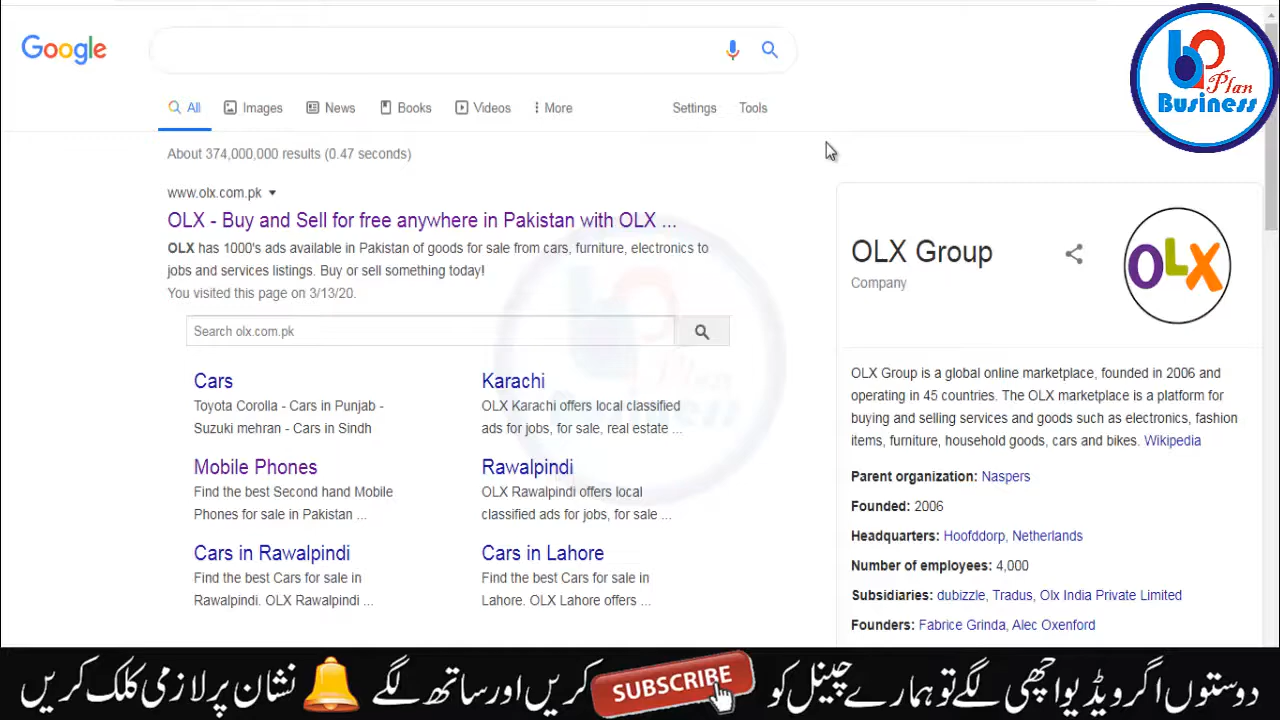 Google
bp Plan Business
All Images News Books Videos More Settings Tools
About 374,000,000 results (0.47 seconds)
www.olx.com.pk
OLX - Buy and Sell for free anywhere in Pakistan with OLX ...
OLX has 1000's ads available in Pakistan of goods for sale from cars, furniture, electronics to
jobs and services listings. Buy or sell something today!
You visited this page on 3/13/20.
Search olx.com.pk
Cars
Toyota Corolla - Cars in Punjab -
Suzuki mehran - Cars in Sindh
Karachi
OLX Karachi offers local classified
ads for jobs, for sale, real estate ...
Mobile Phones
Find the best Second hand Mobile
Phones for sale in Pakistan ...
Rawalpindi
OLX Rawalpindi offers local
classified ads for jobs, for sale ...
Cars in Rawalpindi
Find the best Cars for sale in
Rawalpindi. OLX Rawalpindi ...
Cars in Lahore
Find the best Cars for sale in
Lahore. OLX Lahore offers ...
OLX Group
Company
OLX
OLX Group is a global online marketplace, founded in 2006 and
operating in 45 countries. The OLX marketplace is a platform for
buying and selling services and goods such as electronics, fashion
items, furniture, household goods, cars and bikes. Wikipedia
Parent organization: Naspers
Founded: 2006
Headquarters: Hoofddorp, Netherlands
Number of employees: 4,000
Subsidiaries: dubizzle, Tradus, Olx India Private Limited
Founders: Fabrice Grinda, Alec Oxenford
دوستوں اگر ویڈیو اچھی لگے تو ہمارے چینل کو SUBSCRIBE کریں اور ساتھ لگے نشان پر لازمی کلک کریں